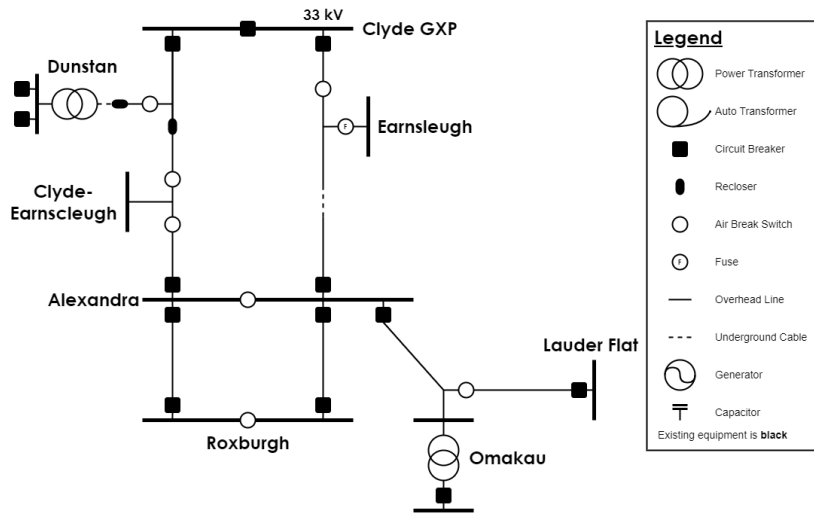 33 kV
Clyde GXP
Dunstan
Earnsleugh
F
Clyde-
Earnscleugh
Alexandra
Lauder Flat
Roxburgh
Omakau
Legend
Power Transformer
Auto Transformer
Circuit Breaker
Recloser
Air Break Switch
F
Fuse
Overhead Line
Underground Cable
Generator
Capacitor
Existing equipment is black